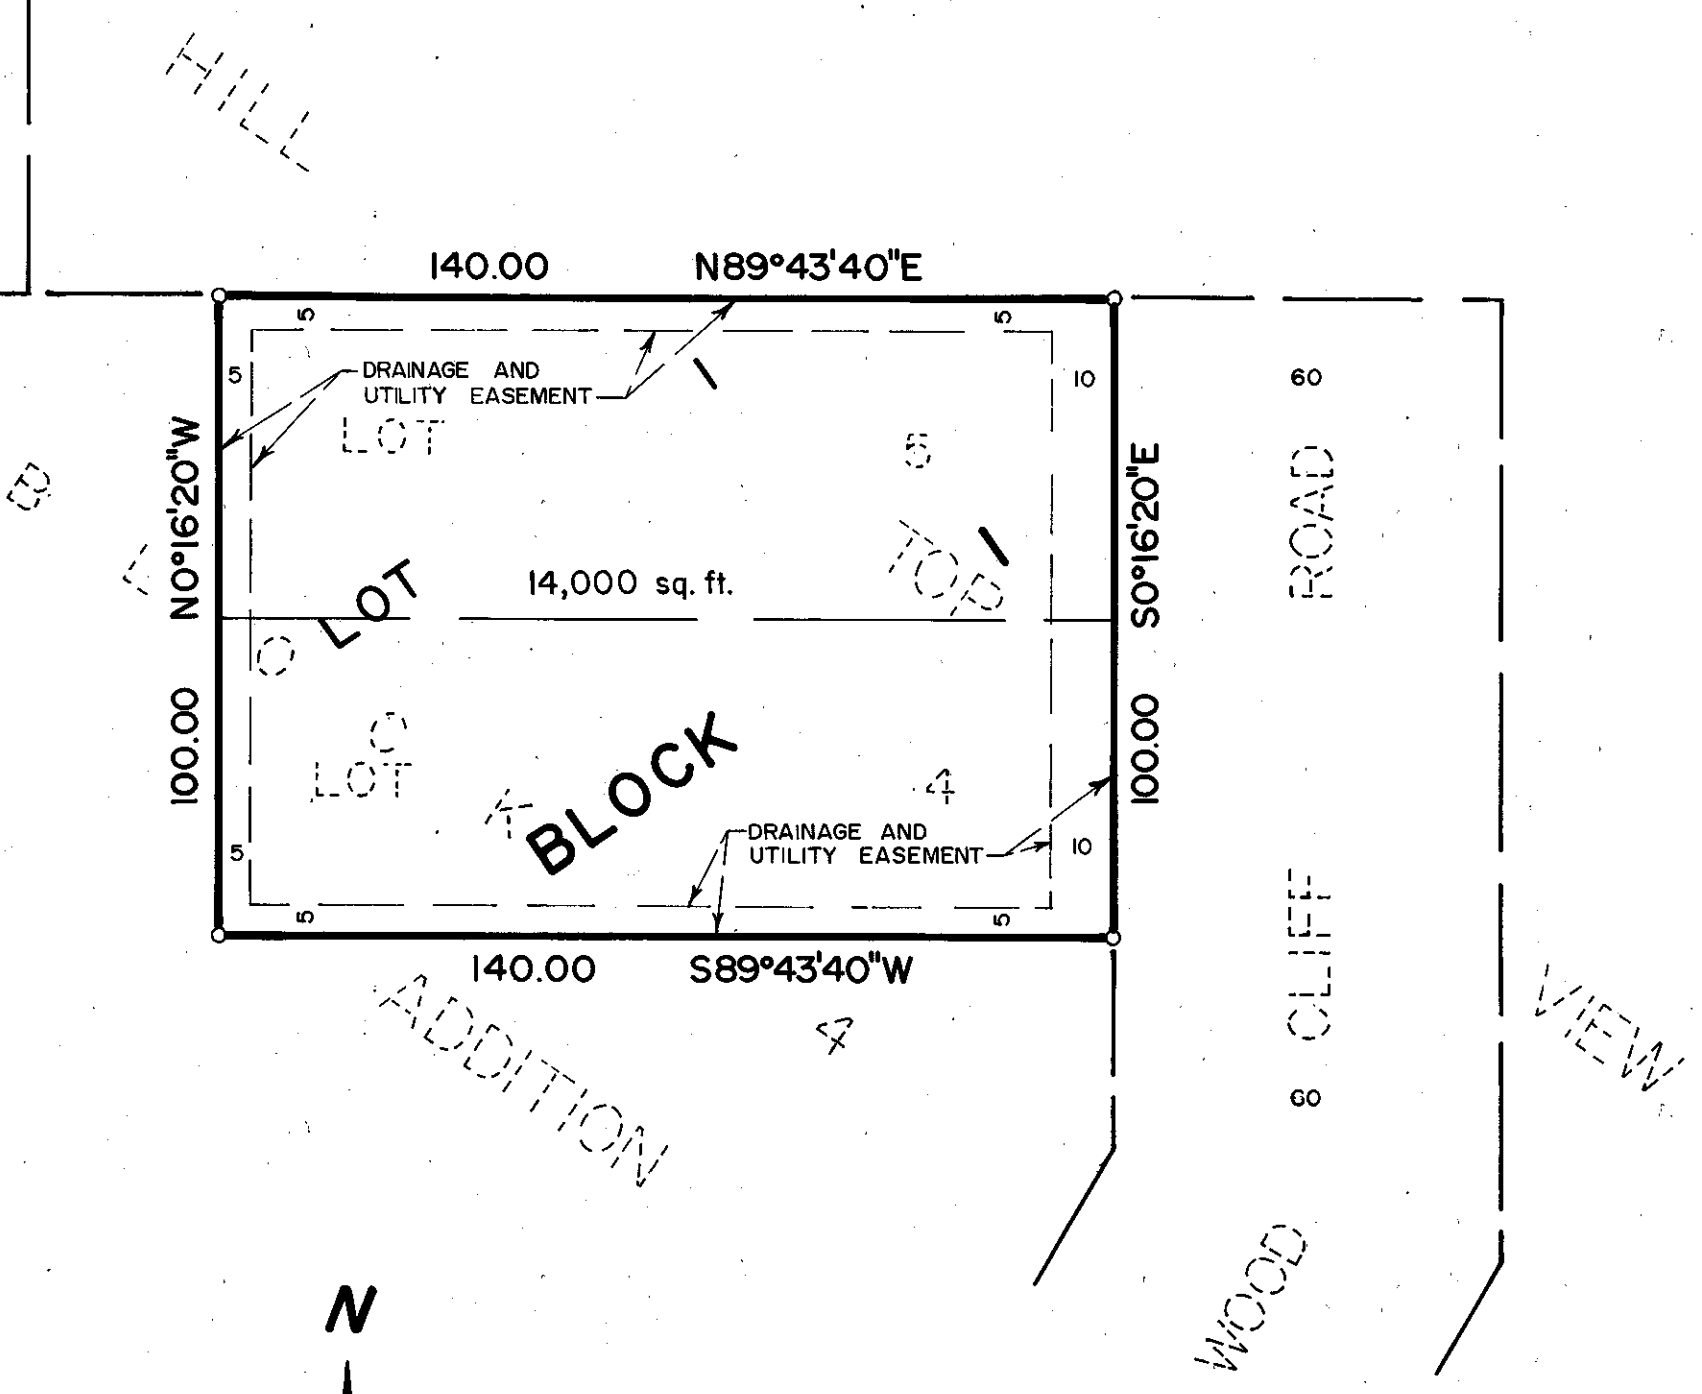 HILL
140.00 N89°43'40"E
5 5
5 DRAINAGE AND
UTILITY EASEMENT
10
60
1
LOT 5
N0°16'20"W
100.00
S0°16'20"E
100.00
TOP
LOT 1
14,000 sq. ft.
BLOCK 1
LOT 4
BLOCK 4
DRAINAGE AND
UTILITY EASEMENT
5
10
5 5
140.00 S89°43'40"W
ADDITION
VIEW
WOOD CLIFF ROAD
60
N